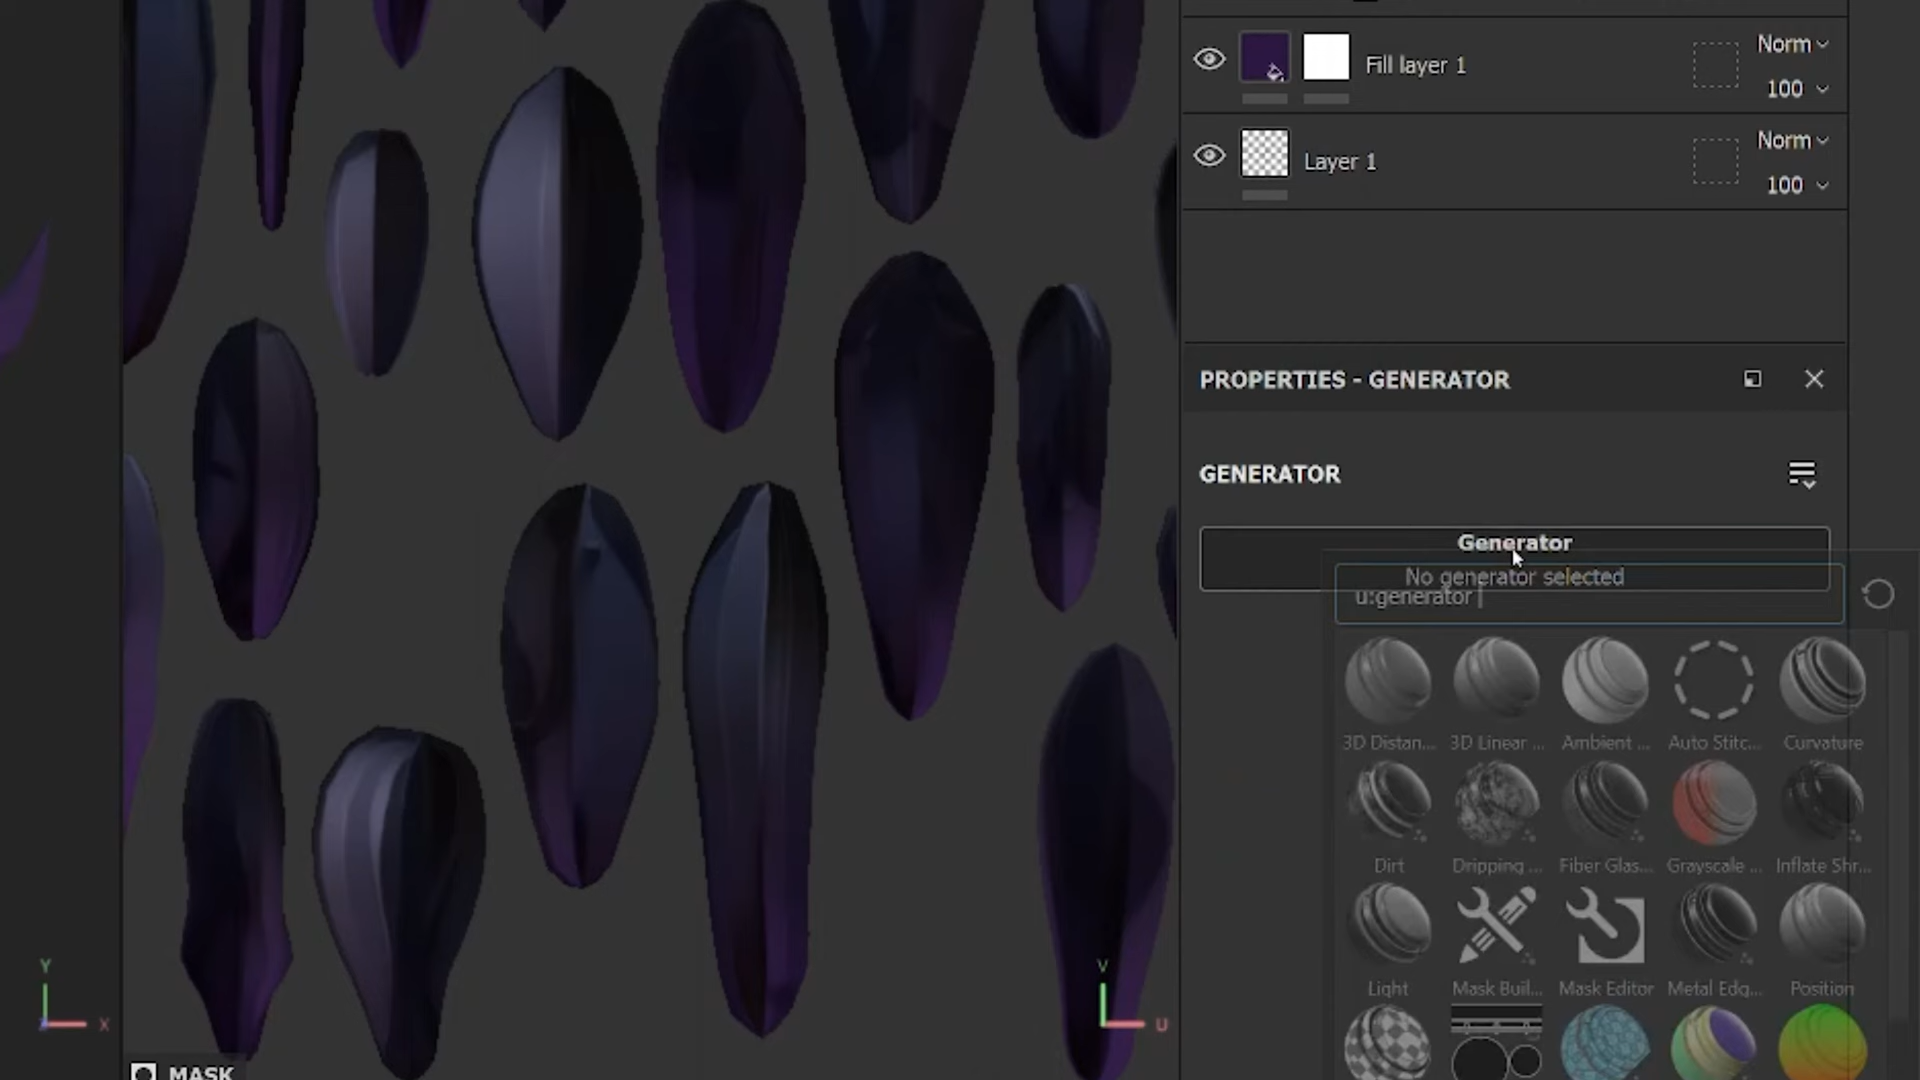 Norm
Fill layer 1
100
Norm
Layer 1
100
PROPERTIES - GENERATOR
GENERATOR
Generator
No generator selected
u:generator
3D Distan... 3D Linear ... Ambient ... Auto Stitc... Curvature
Dirt Dripping ... Fiber Glas... Grayscale ... Inflate Shr...
Light Mask Buil... Mask Editor Metal Edg... Position
Y
X
V
U
MASK